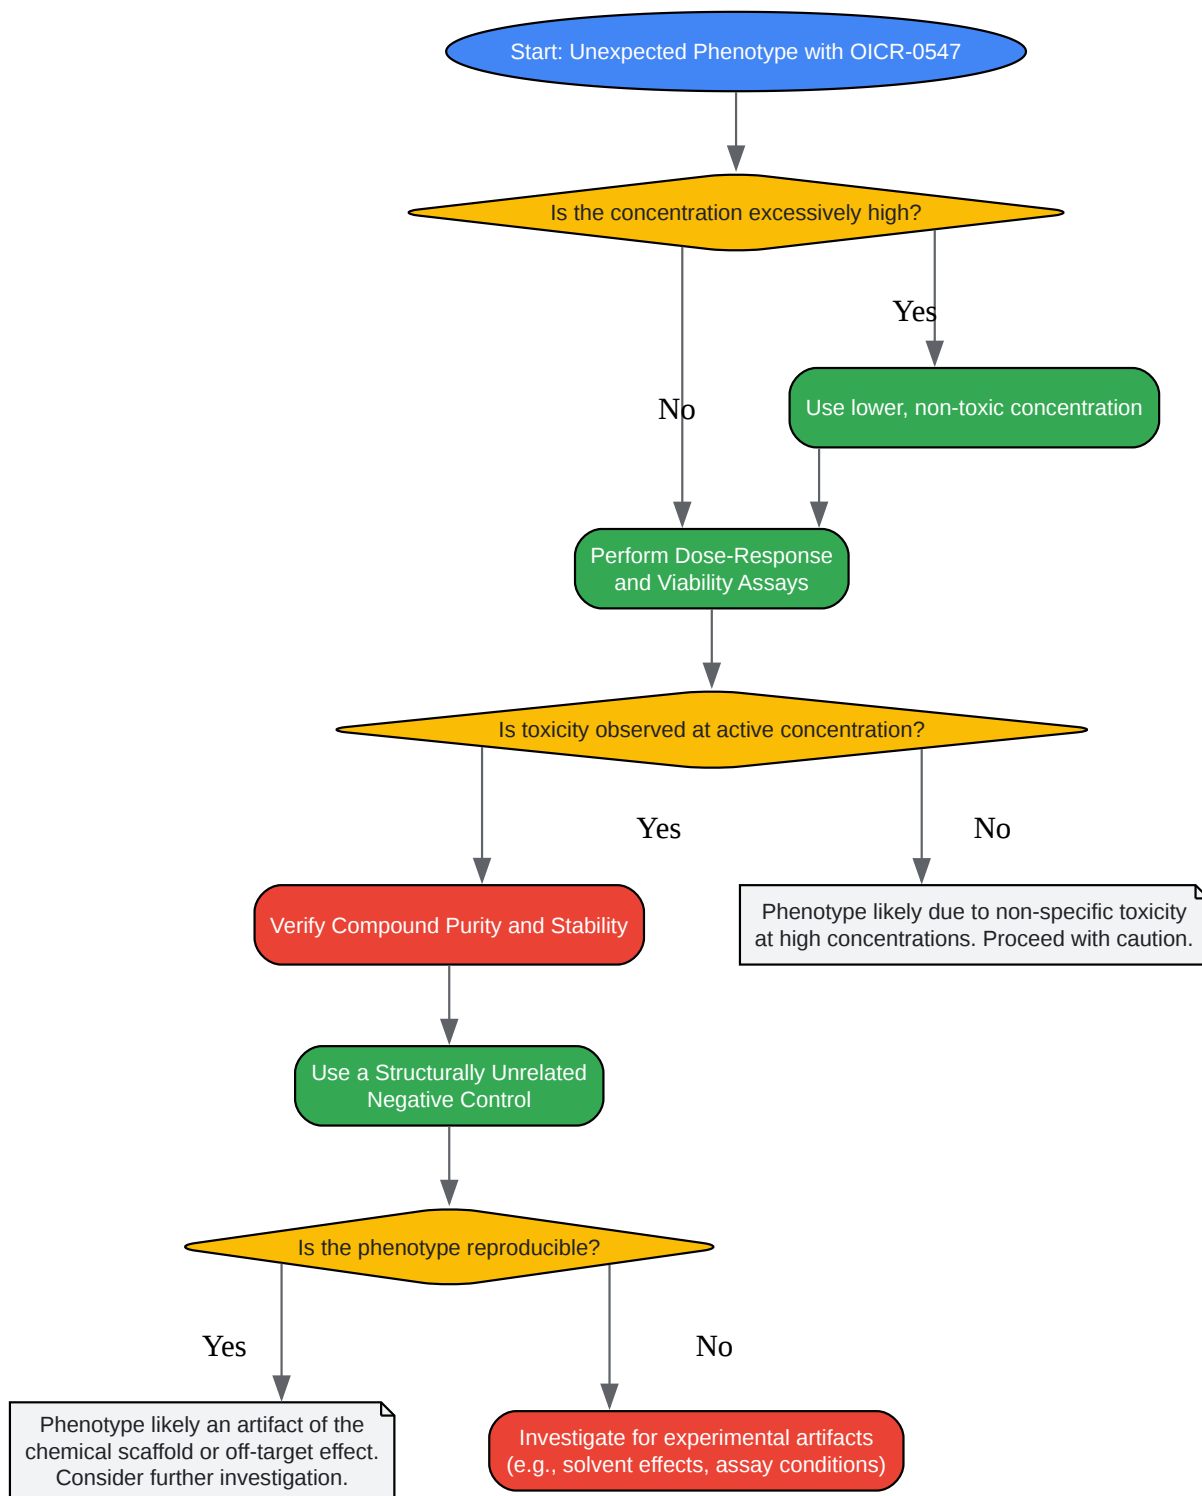 Start: Unexpected Phenotype with OICR-0547
Is the concentration excessively high?
Yes
No
Use lower, non-toxic concentration
Perform Dose-Response
and Viability Assays
Is toxicity observed at active concentration?
Yes
No
Verify Compound Purity and Stability
Phenotype likely due to non-specific toxicity
at high concentrations. Proceed with caution.
Use a Structurally Unrelated
Negative Control
Is the phenotype reproducible?
Yes
No
Phenotype likely an artifact of the
chemical scaffold or off-target effect.
Consider further investigation.
Investigate for experimental artifacts
(e.g., solvent effects, assay conditions)